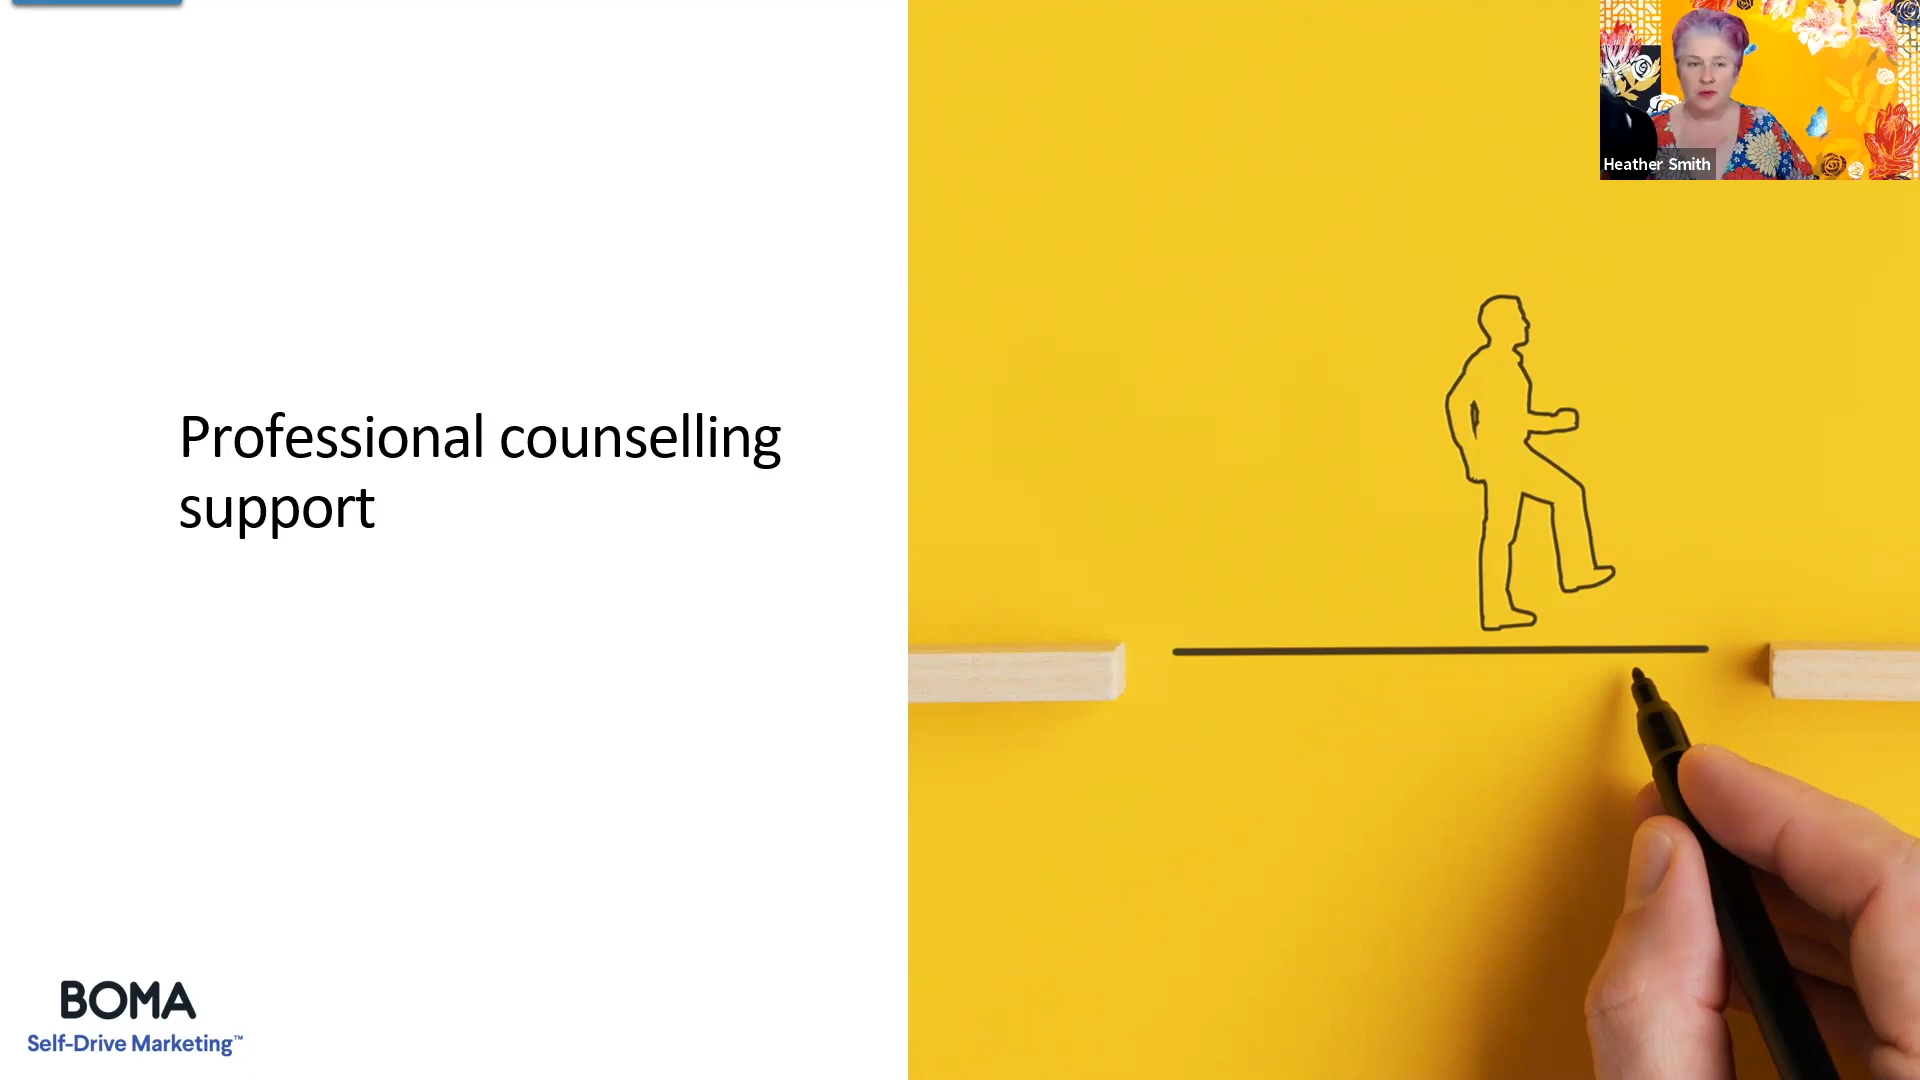 Heather Smith
Professional counselling
support
BOMA
Self-Drive Marketing™